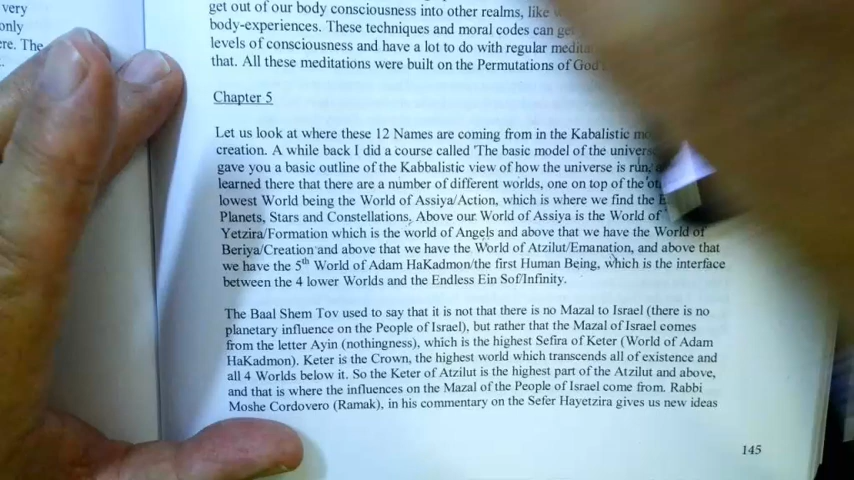 very
only
ere. The
get out of our body consciousness into other realms, like
body-experiences. These techniques and moral codes can get
levels of consciousness and have a lot to do with regular
that. All these meditations were built on the Permutations of God
Chapter 5
Let us look at where these 12 Names are coming from in the Kabalistic
creation. A while back I did a course called 'The basic model of the
gave you a basic outline of the Kabbalistic view of how the universe is run,
learned there that there are a number of different worlds, one on top of the
lowest World being the World of Assiya/Action, which is where we find the
Planets, Stars and Constellations. Above our World of Assiya is the World of
Yetzira/Formation which is the world of Angels and above that we have the World of
Beriya/Creation and above that we have the World of Atzilut/Emanation, and above that
we have the 5th World of Adam HaKadmon/the first Human Being, which is the interface
between the 4 lower Worlds and the Endless Ein Sof/Infinity.
The Baal Shem Tov used to say that it is not that there is no Mazal to Israel (there is no
planetary influence on the People of Israel), but rather that the Mazal of Israel comes
from the letter Ayin (nothingness), which is the highest Sefira of Keter (World of Adam
HaKadmon). Keter is the Crown, the highest world which transcends all of existence and
all 4 Worlds below it. So the Keter of Atzilut is the highest part of the Atzilut and above,
and that is where the influences on the Mazal of the People of Israel come from. Rabbi
Moshe Cordovero (Ramak), in his commentary on the Sefer Hayetzira gives us new ideas
145